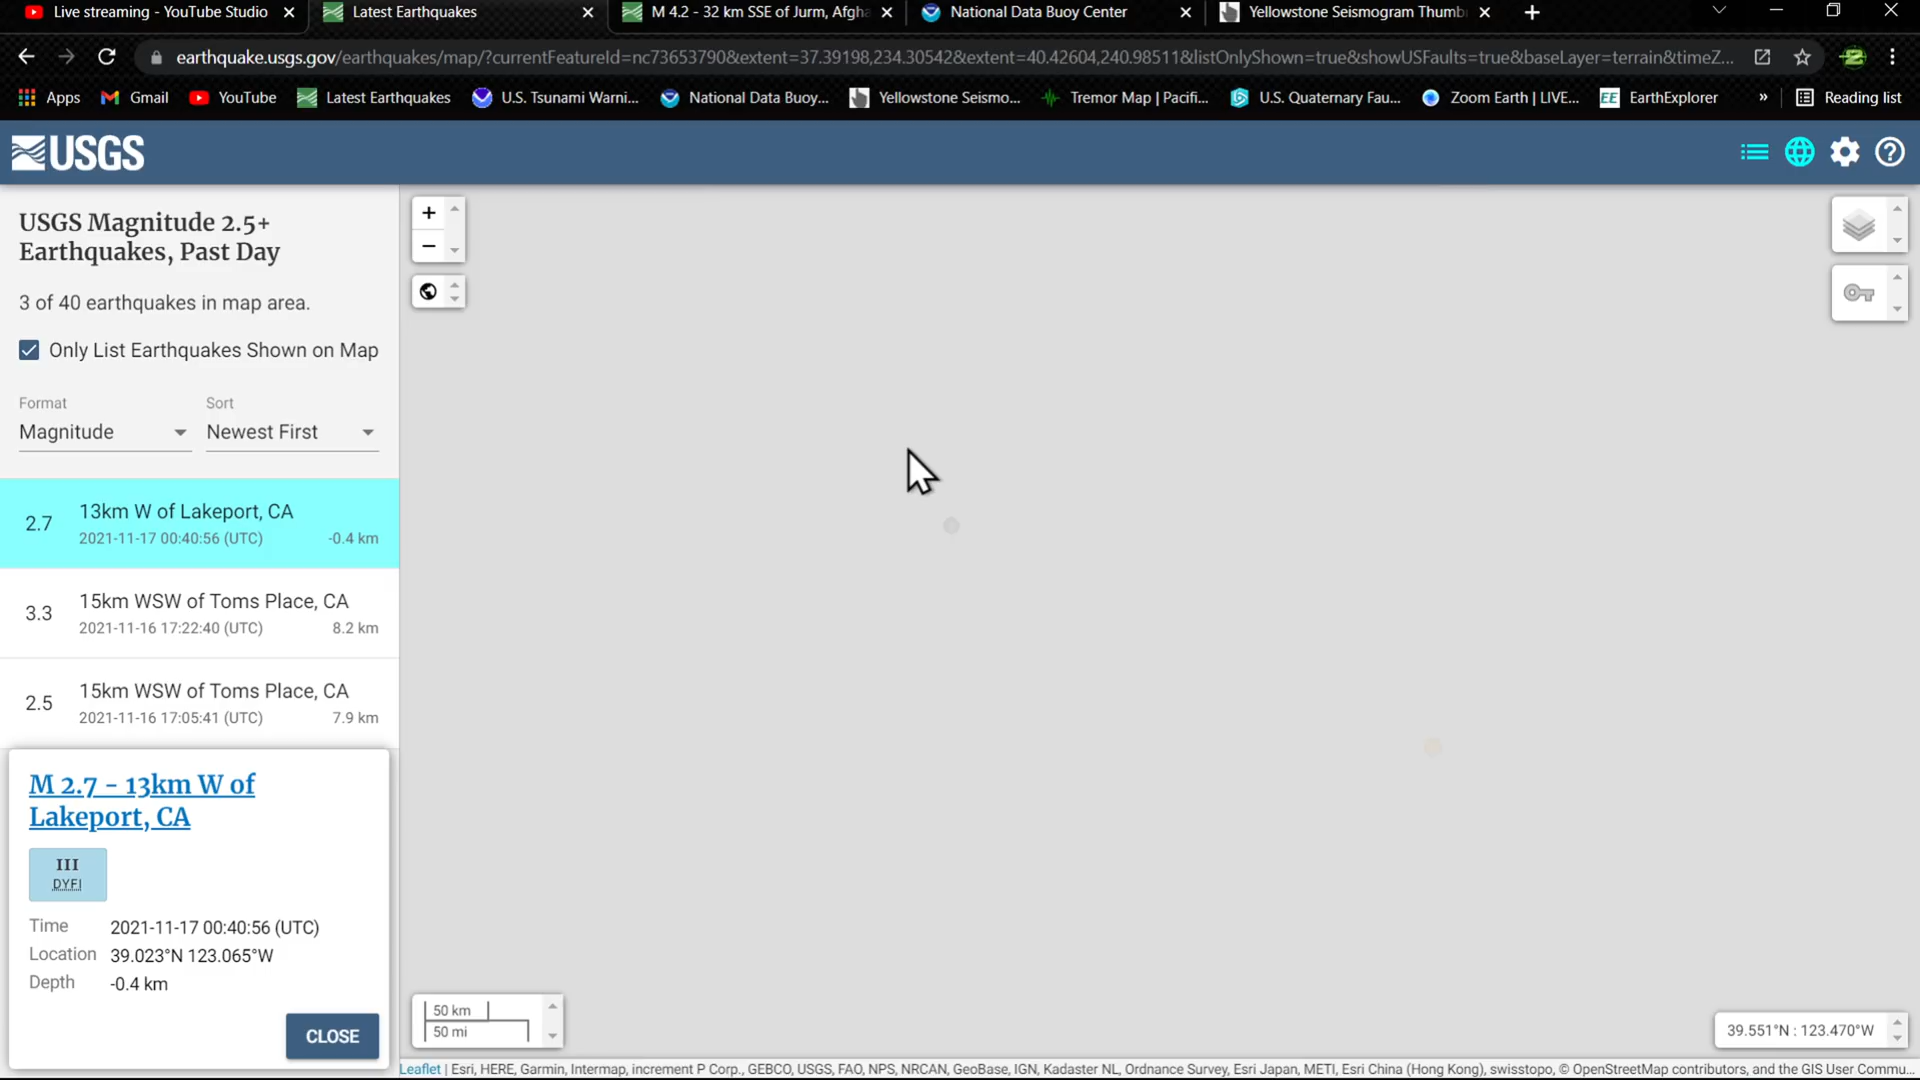 Live streaming - YouTube Studio
Latest Earthquakes
M 4.2 - 32 km SSE of Jurm, Afgha
National Data Buoy Center
Yellowstone Seismogram Thumb
earthquake.usgs.gov/earthquakes/map/?currentFeatureId=nc73653790&extent=37.39198,234.30542&extent=40.42604,240.98511&listOnlyShown=true&showUSFaults=true&baseLayer=terrain&timeZ...
Apps
Gmail
YouTube
Latest Earthquakes
U.S. Tsunami Warni...
National Data Buoy...
Yellowstone Seismo...
Tremor Map | Pacifi...
U.S. Quaternary Fau...
Zoom Earth | LIVE...
EE
EarthExplorer
»
Reading list
USGS
USGS Magnitude 2.5+
Earthquakes, Past Day
3 of 40 earthquakes in map area.
Only List Earthquakes Shown on Map
Format
Sort
Magnitude
Newest First
2.7
13km W of Lakeport, CA
2021-11-17 00:40:56 (UTC)
-0.4 km
3.3
15km WSW of Toms Place, CA
2021-11-16 17:22:40 (UTC)
8.2 km
2.5
15km WSW of Toms Place, CA
2021-11-16 17:05:41 (UTC)
7.9 km
M 2.7 - 13km W of
Lakeport, CA
III
DYFI
Time 2021-11-17 00:40:56 (UTC)
Location 39.023°N 123.065°W
Depth -0.4 km
CLOSE
+
−
50 km
50 mi
39.551°N : 123.470°W
Leaflet | Esri, HERE, Garmin, Intermap, increment P Corp., GEBCO, USGS, FAO, NPS, NRCAN, GeoBase, IGN, Kadaster NL, Ordnance Survey, Esri Japan, METI, Esri China (Hong Kong), swisstopo, © OpenStreetMap contributors, and the GIS User Commu...